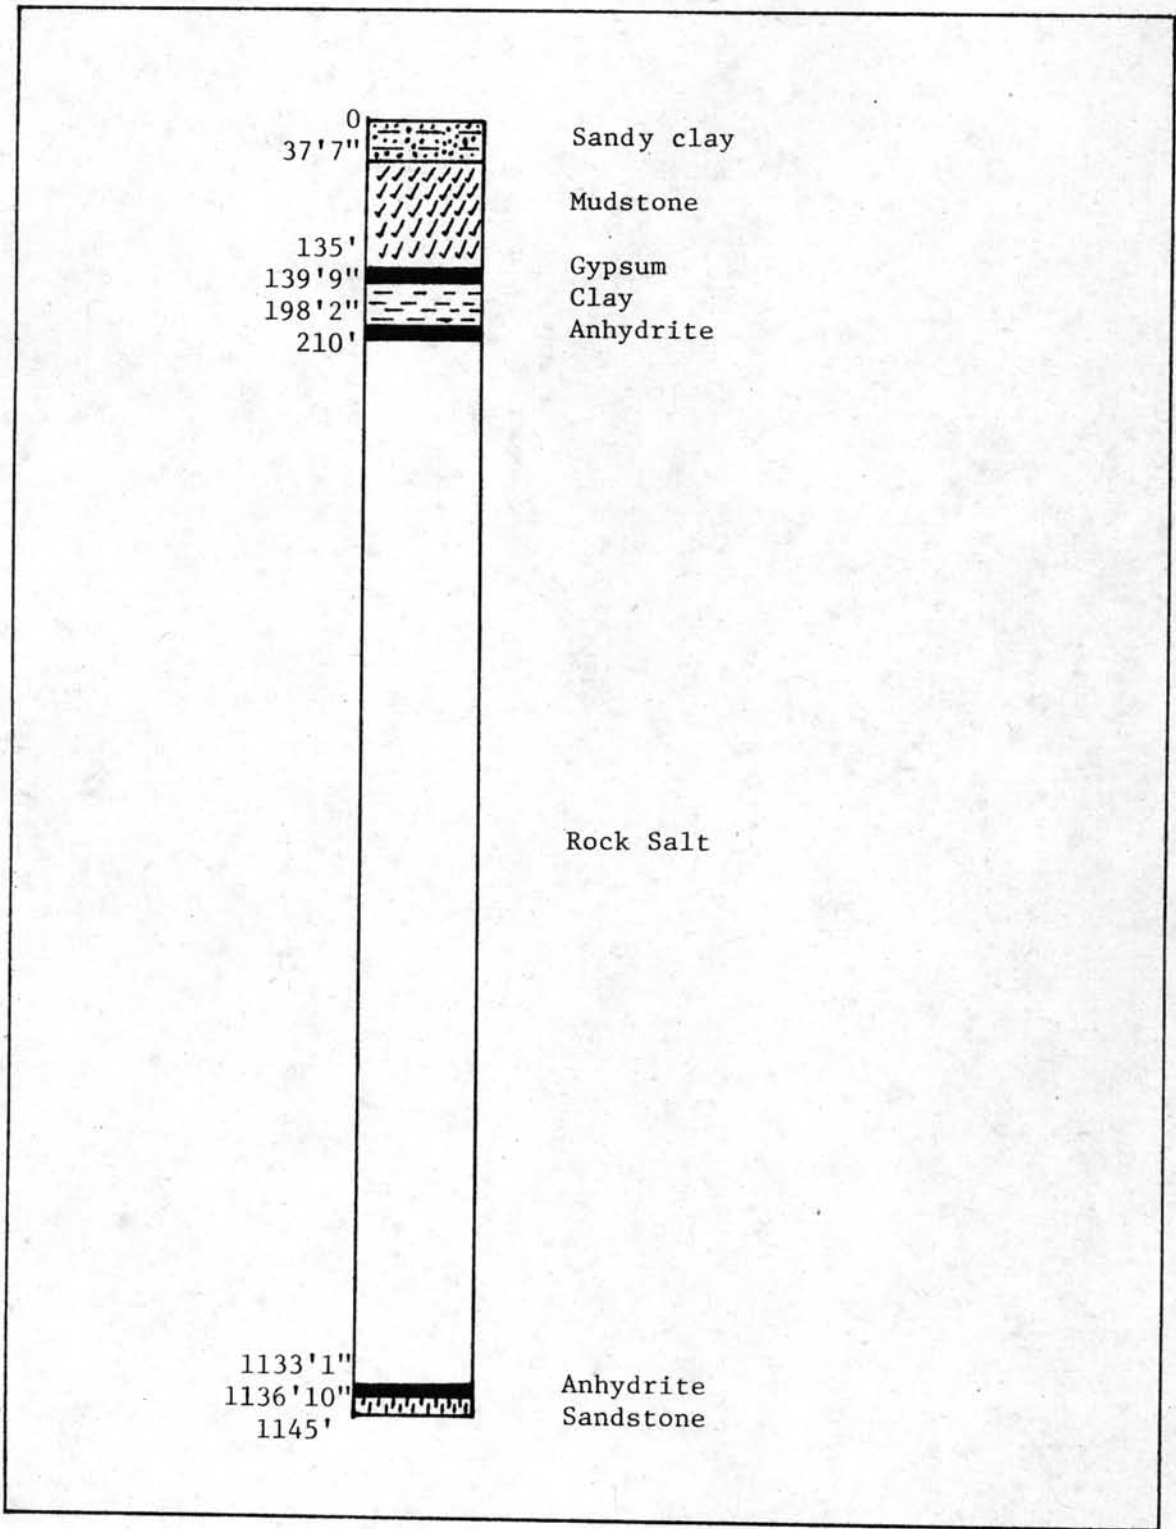 0
37'7"
Sandy clay
Mudstone
135'
Gypsum
139'9"
Clay
198'2"
Anhydrite
210'
Rock Salt
1133'1"
Anhydrite
1136'10"
Sandstone
1145'